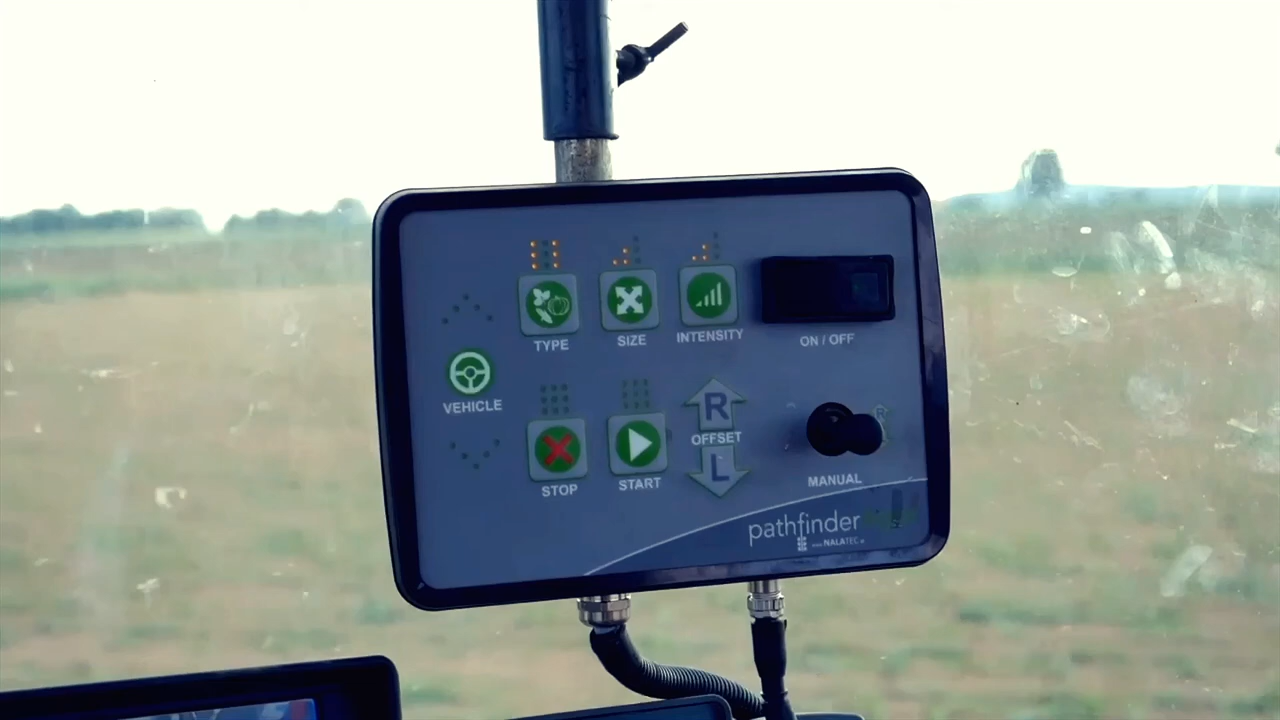 TYPE
SIZE
INTENSITY
ON / OFF
VEHICLE
R
OFFSET
L
STOP
START
R
MANUAL
pathfinder
NALATEC